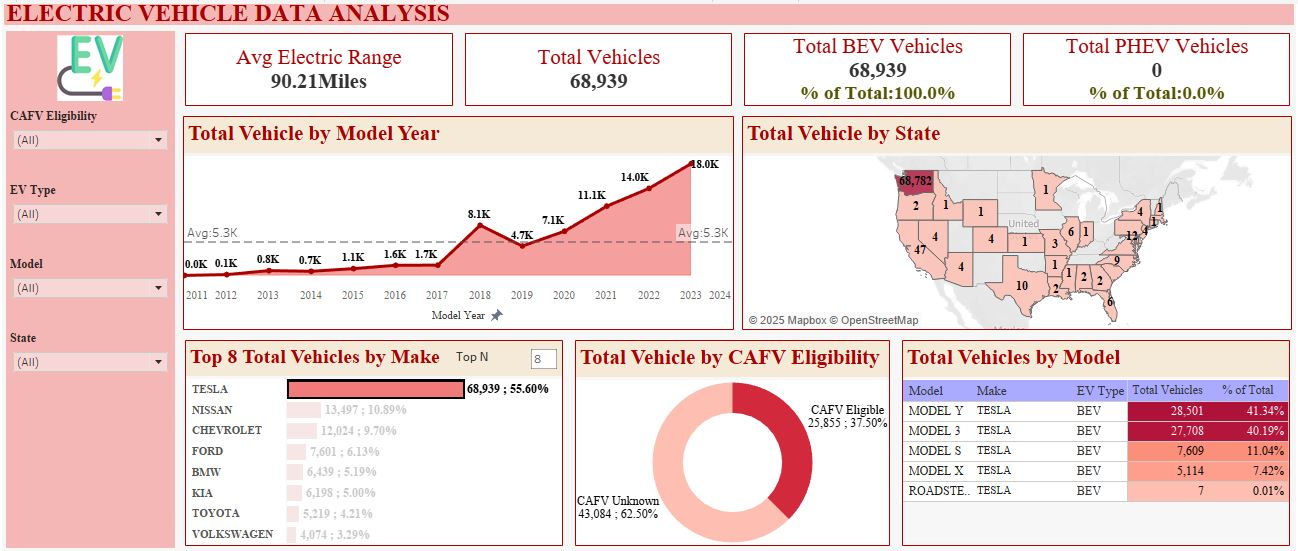 ELECTRIC VEHICLE DATA ANALYSIS
EV
CAFV Eligibility
(All)
EV Type
(All)
Model
(All)
State
(All)
Avg Electric Range
90.21Miles
Total Vehicles
68,939
Total BEV Vehicles
68,939
% of Total:100.0%
Total PHEV Vehicles
0
% of Total:0.0%
Total Vehicle by Model Year
0.0K 0.1K 0.8K 0.7K 1.1K 1.6K 1.7K 8.1K 4.7K 7.1K 11.1K 14.0K 18.0K
Avg:5.3K Avg:5.3K
2011 2012 2013 2014 2015 2016 2017 2018 2019 2020 2021 2022 2023 2024
Model Year
Total Vehicle by State
68,782
1
4
1
2
1
1
1
United
6
1
4
12
47
4
4
1
3
9
4
1
1
2
2
10
2
6
© 2025 Mapbox © OpenStreetMap
Top 8 Total Vehicles by Make Top N 8
TESLA 68,939 ; 55.60%
NISSAN 13,497 ; 10.89%
CHEVROLET 12,024 ; 9.70%
FORD 7,601 ; 6.13%
BMW 6,439 ; 5.19%
KIA 6,198 ; 5.00%
TOYOTA 5,219 ; 4.21%
VOLKSWAGEN 4,074 ; 3.29%
Total Vehicle by CAFV Eligibility
CAFV Eligible
25,855 ; 37.50%
CAFV Unknown
43,084 ; 62.50%
Total Vehicles by Model
Model Make EV Type Total Vehicles % of Total
MODEL Y TESLA BEV 28,501 41.34%
MODEL 3 TESLA BEV 27,708 40.19%
MODEL S TESLA BEV 7,609 11.04%
MODEL X TESLA BEV 5,114 7.42%
ROADSTE.. TESLA BEV 7 0.01%